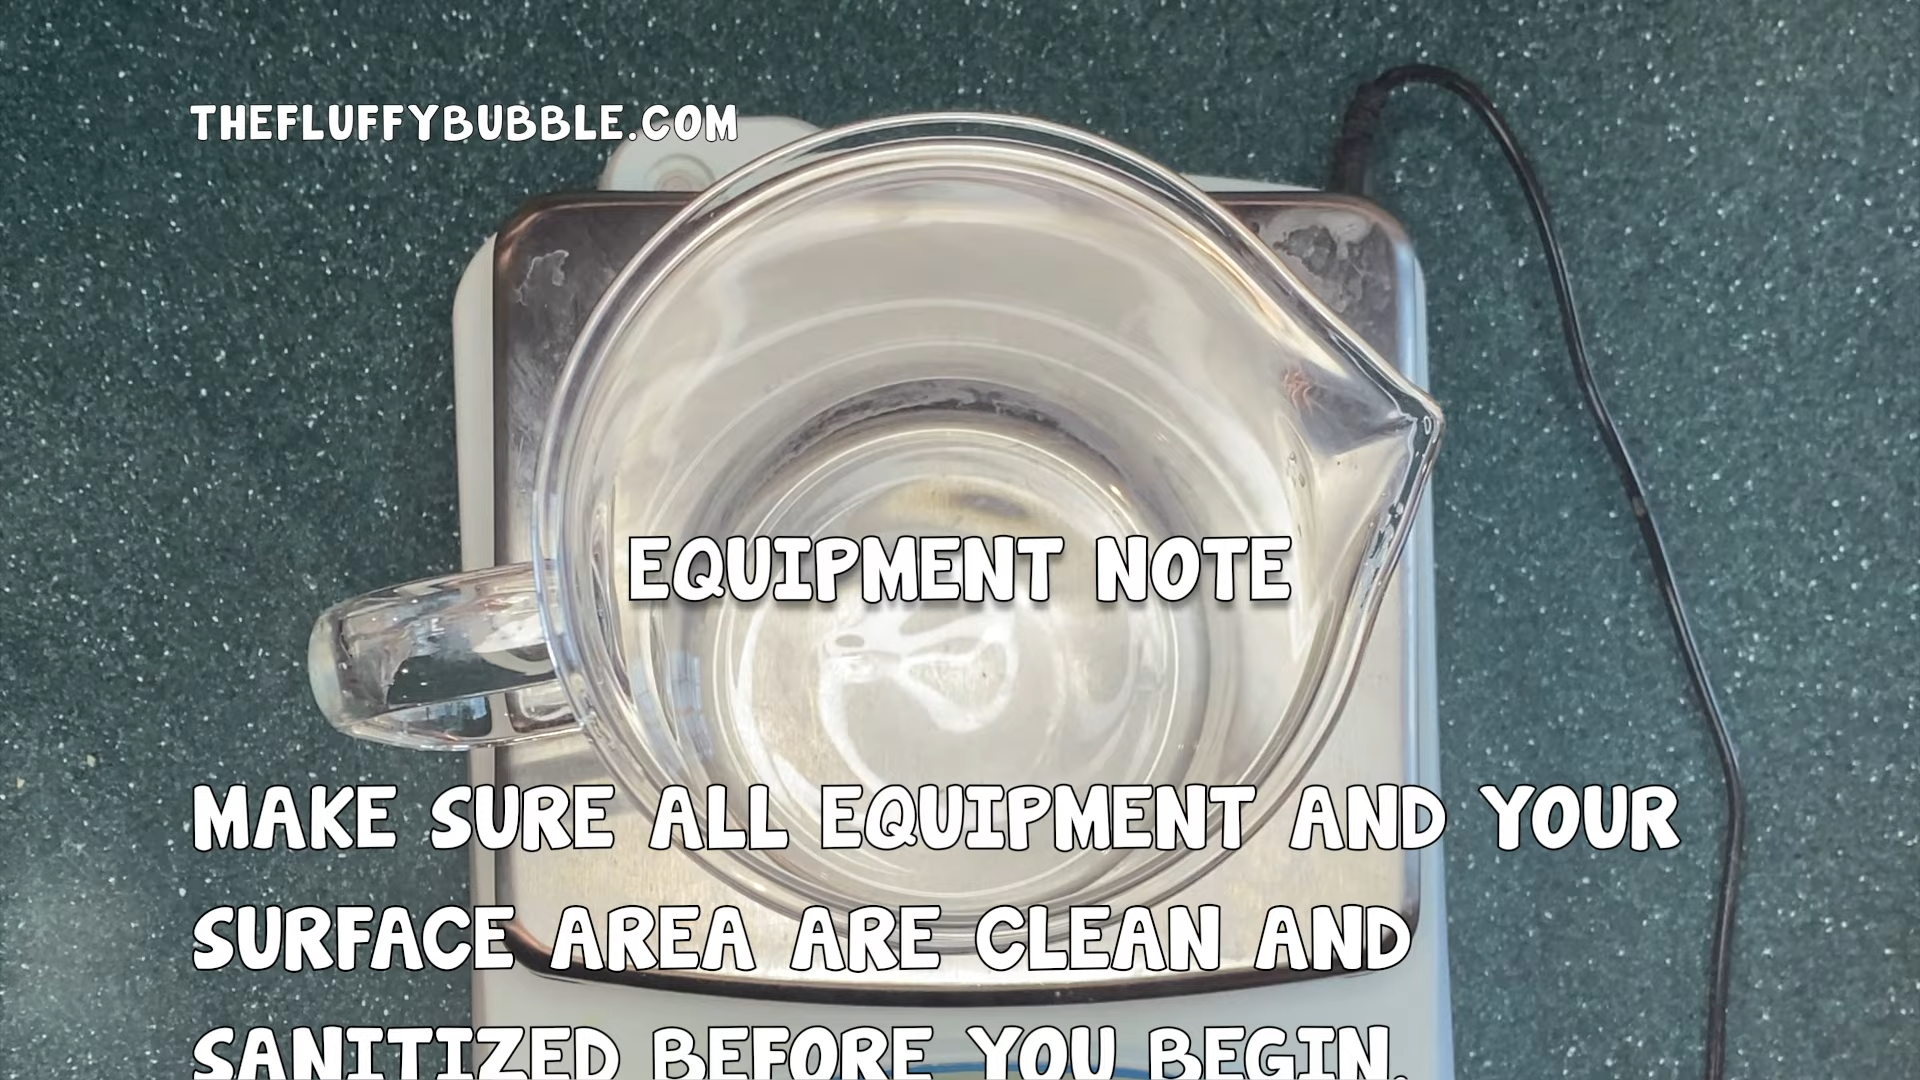 THEFLUFFYBUBBLE.COM
EQUIPMENT NOTE
MAKE SURE ALL EQUIPMENT AND YOUR
SURFACE AREA ARE CLEAN AND
SANITIZED BEFORE YOU BEGIN.